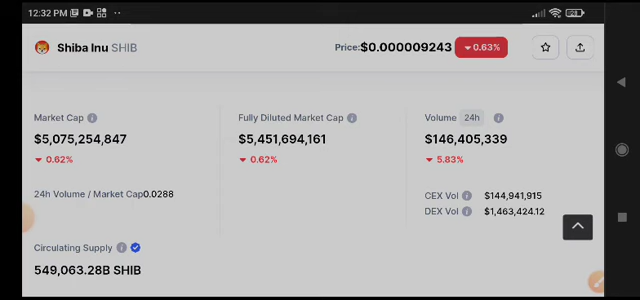 12:32 PM
Shiba Inu SHIB
Price:$0.000009243
0.63%
Market Cap
$5,075,254,847
0.62%
24h Volume / Market Cap0.0288
Fully Diluted Market Cap
$5,451,694,161
0.62%
Volume 24h
$146,405,339
5.83%
CEX Vol $144,941,915
DEX Vol $1,463,424.12
Circulating Supply
549,063.28B SHIB